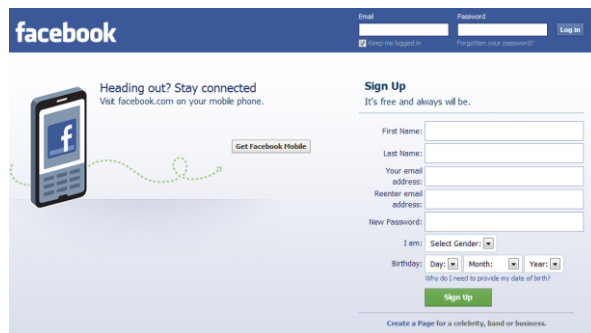 facebook
Email
Password
Log in
Keep me logged in
Forgotten your password?
Heading out? Stay connected
Visit facebook.com on your mobile phone.
f
Get Facebook Mobile
Sign Up
It's free and always will be.
First Name:
Last Name:
Your email
address:
Reenter email
address:
New Password:
I am: Select Gender:
Birthday: Day: Month: Year:
Why do I need to provide my date of birth?
Sign Up
Create a Page for a celebrity, band or business.